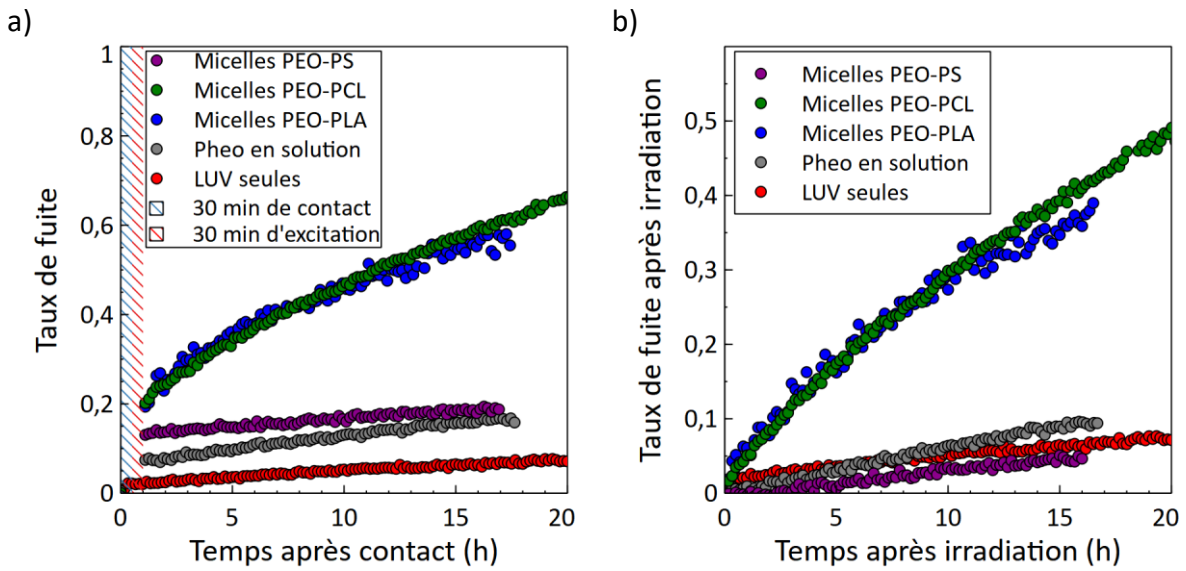 a)
Taux de fuite
1
0,8
0,6
0,4
0,2
0
Micelles PEO-PS
Micelles PEO-PCL
Micelles PEO-PLA
Pheo en solution
LUV seules
30 min de contact
30 min d'excitation
0 5 10 15 20
Temps après contact (h)
b)
Taux de fuite après irradiation
0,5
0,4
0,3
0,2
0,1
0
Micelles PEO-PS
Micelles PEO-PCL
Micelles PEO-PLA
Pheo en solution
LUV seules
0 5 10 15 20
Temps après irradiation (h)